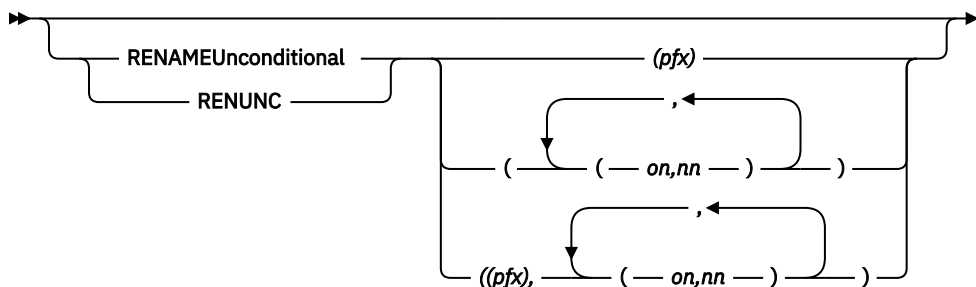 RENAMEUnconditional (pfx)
RENUNC
,
( ( on,nn ) )
,
((pfx), ( on,nn ) )